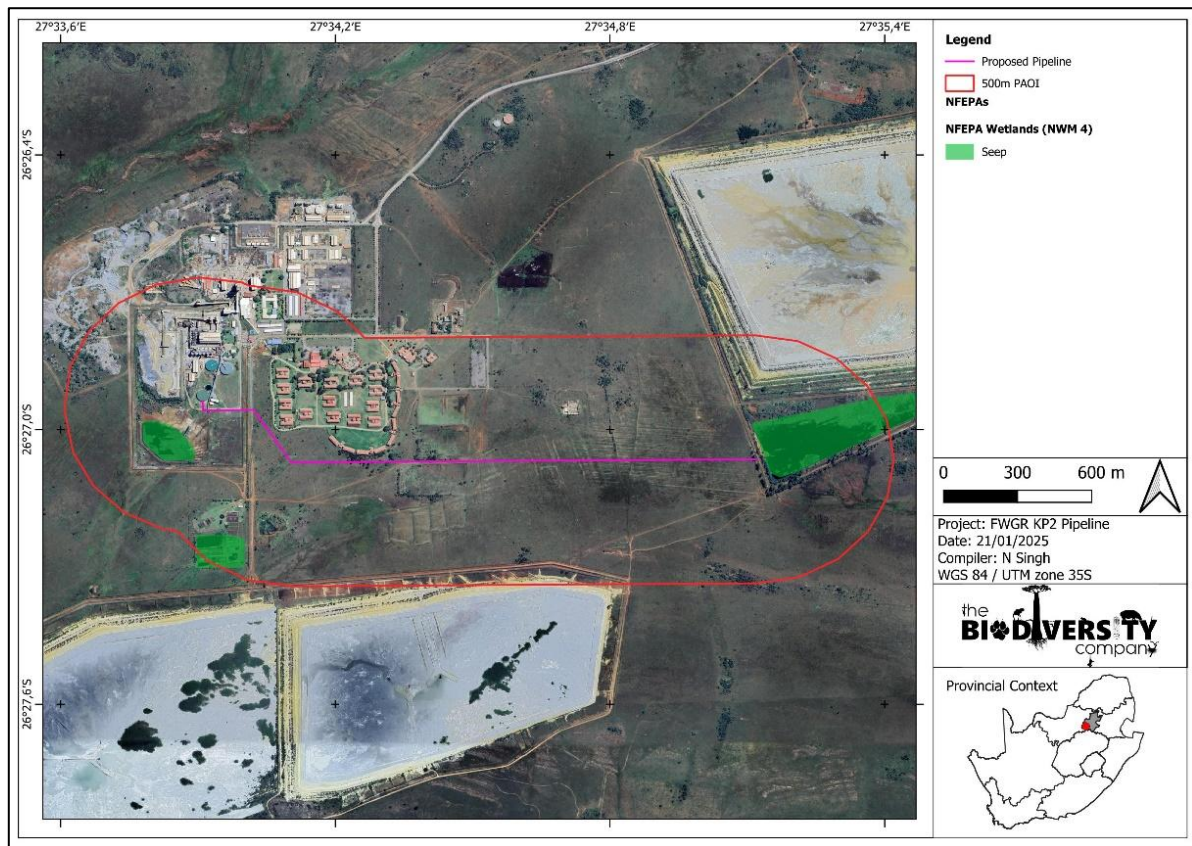 27°33,6'E 27°34,2'E 27°34,8'E 27°35,4'E
26°26,4'S
26°27,0'S
26°27,6'S
Legend
Proposed Pipeline
500m PAOI
NFEPAs
NFEPA Wetlands (NWM 4)
Seep
0 300 600 m
Project: FWGR KP2 Pipeline
Date: 21/01/2025
Compiler: N Singh
WGS 84 / UTM zone 35S
the
BIODIVERSITY
company
Provincial Context